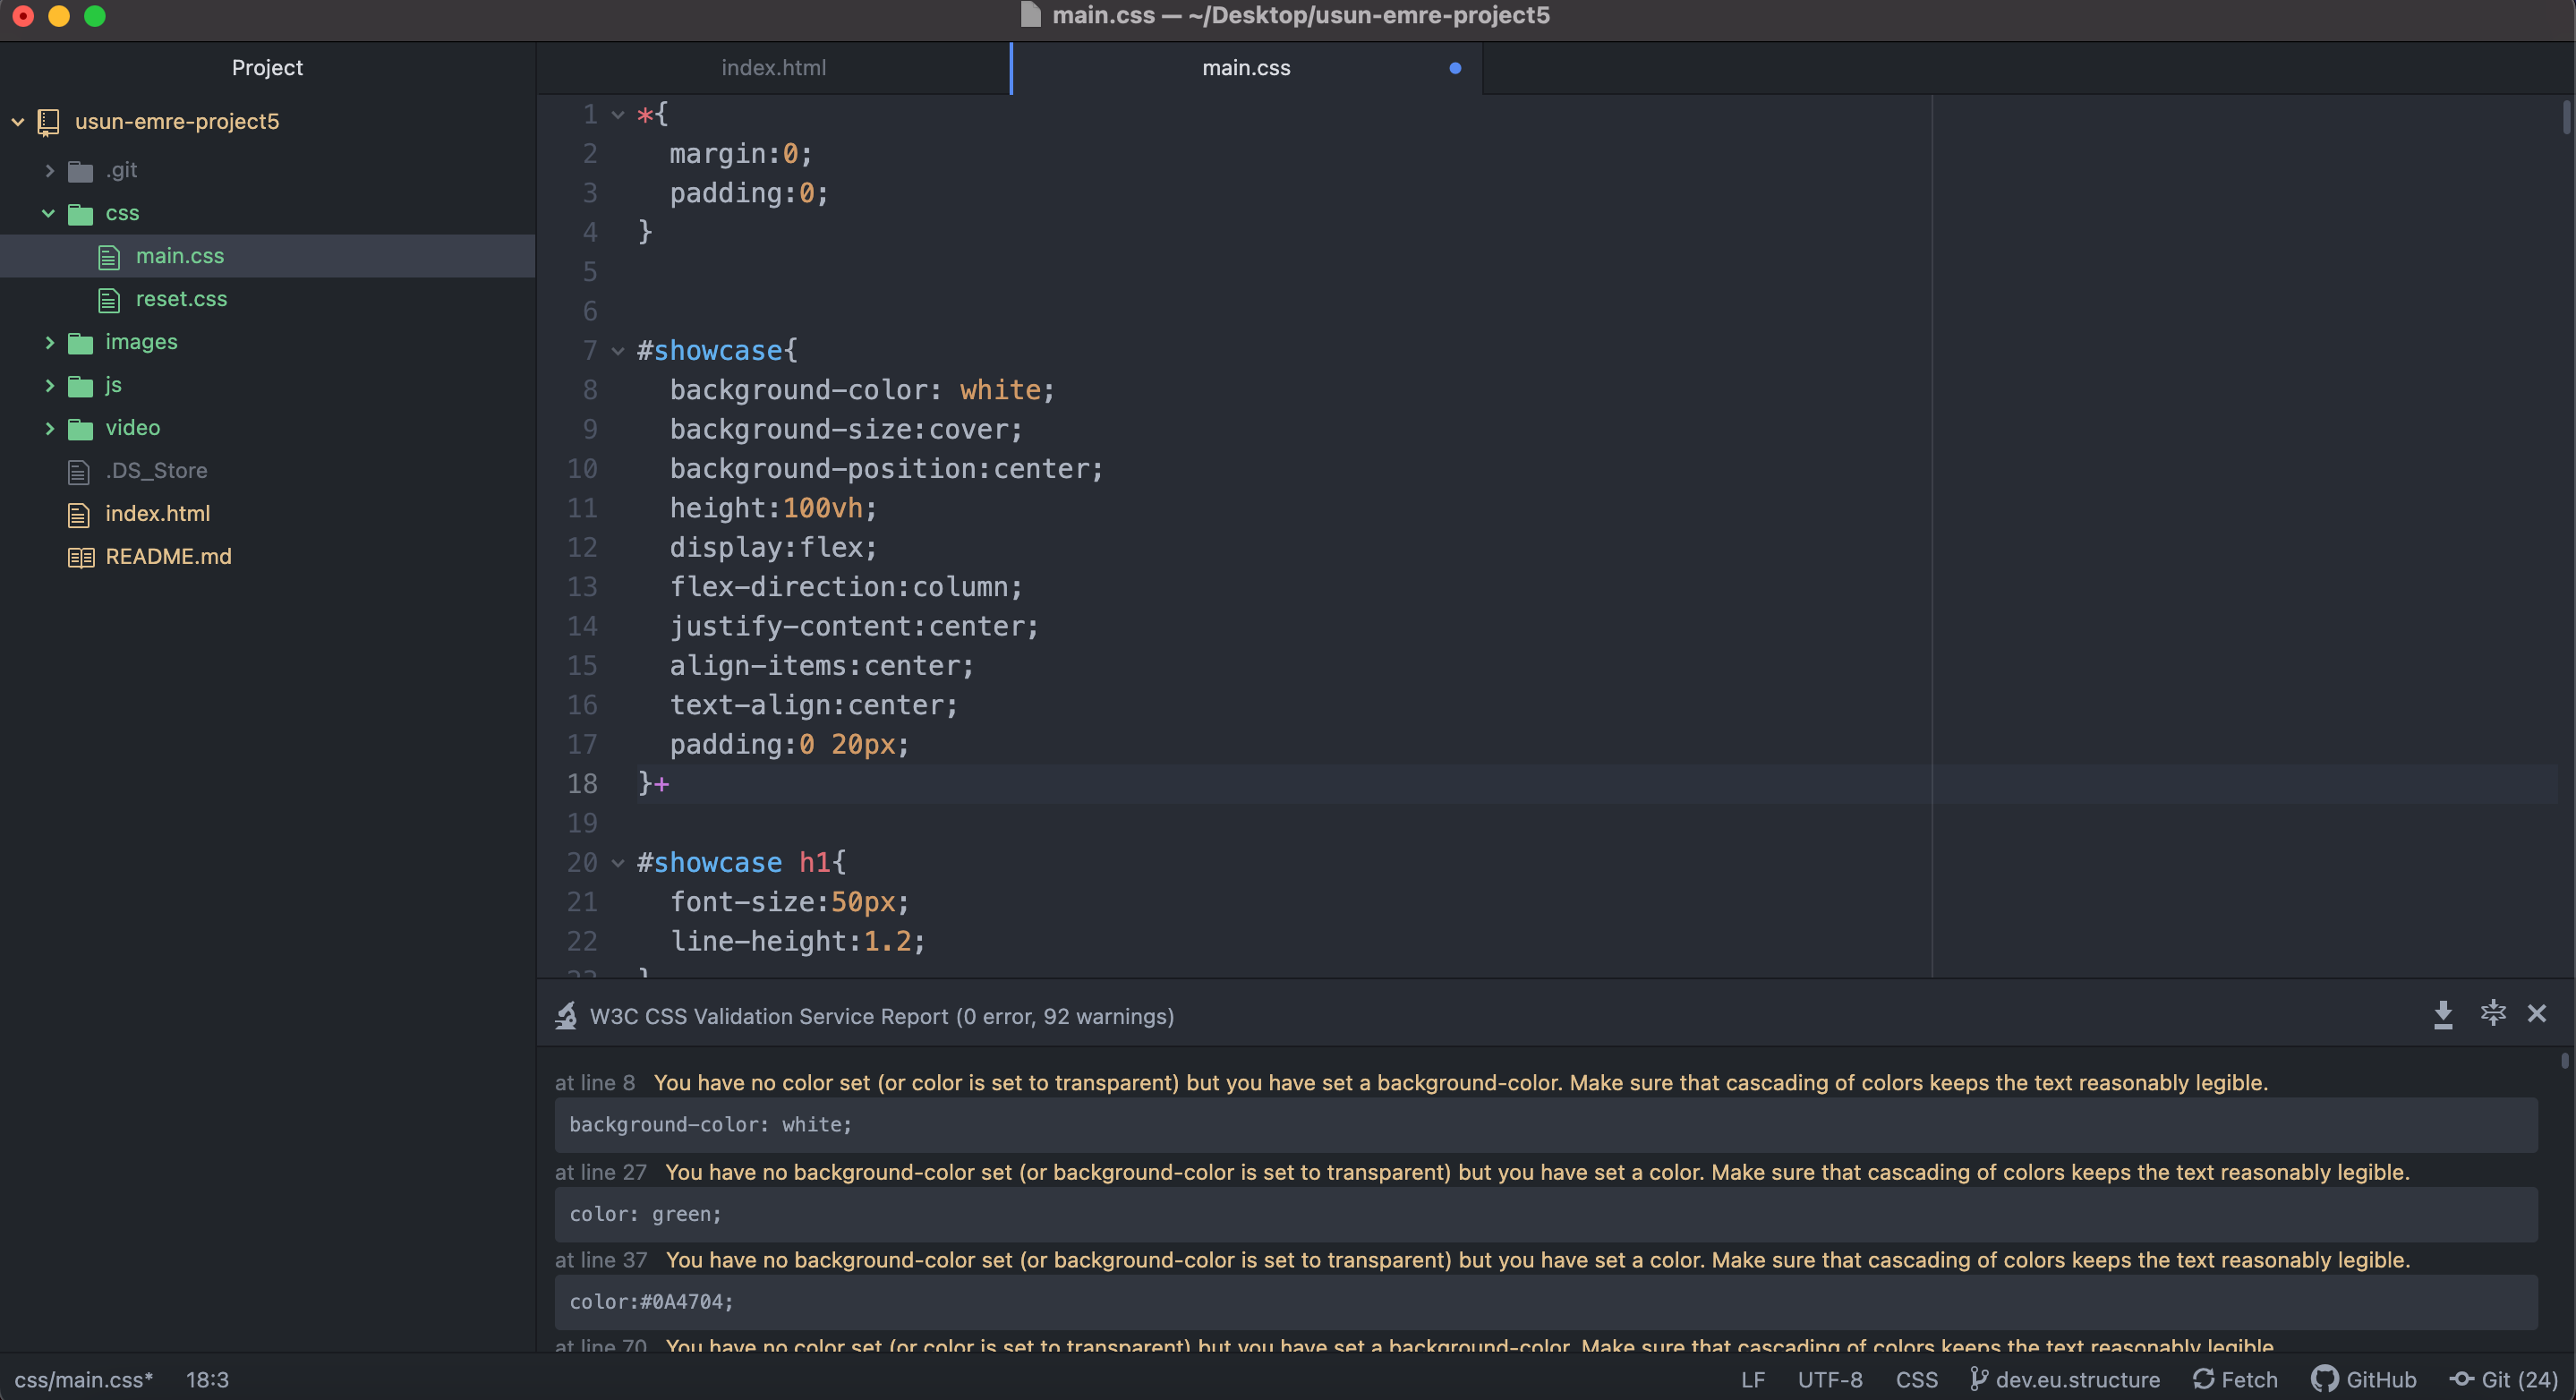 main.css — ~/Desktop/usun-emre-project5
Project
index.html
main.css
usun-emre-project5
.git
css
main.css
reset.css
images
js
video
.DS_Store
index.html
README.md
1 *{
2 margin:0;
3 padding:0;
4 }
5
6
7 #showcase{
8 background-color: white;
9 background-size:cover;
10 background-position:center;
11 height:100vh;
12 display:flex;
13 flex-direction:column;
14 justify-content:center;
15 align-items:center;
16 text-align:center;
17 padding:0 20px;
18 }+
19
20 #showcase h1{
21 font-size:50px;
22 line-height:1.2;
23 }
W3C CSS Validation Service Report (0 error, 92 warnings)
at line 8 You have no color set (or color is set to transparent) but you have set a background-color. Make sure that cascading of colors keeps the text reasonably legible.
background-color: white;
at line 27 You have no background-color set (or background-color is set to transparent) but you have set a color. Make sure that cascading of colors keeps the text reasonably legible.
color: green;
at line 37 You have no background-color set (or background-color is set to transparent) but you have set a color. Make sure that cascading of colors keeps the text reasonably legible.
color:#0A4704;
at line 70 You have no color set (or color is set to transparent) but you have set a background-color. Make sure that cascading of colors keeps the text reasonably legible.
css/main.css* 18:3 LF UTF-8 CSS dev.eu.structure Fetch GitHub Git (24)